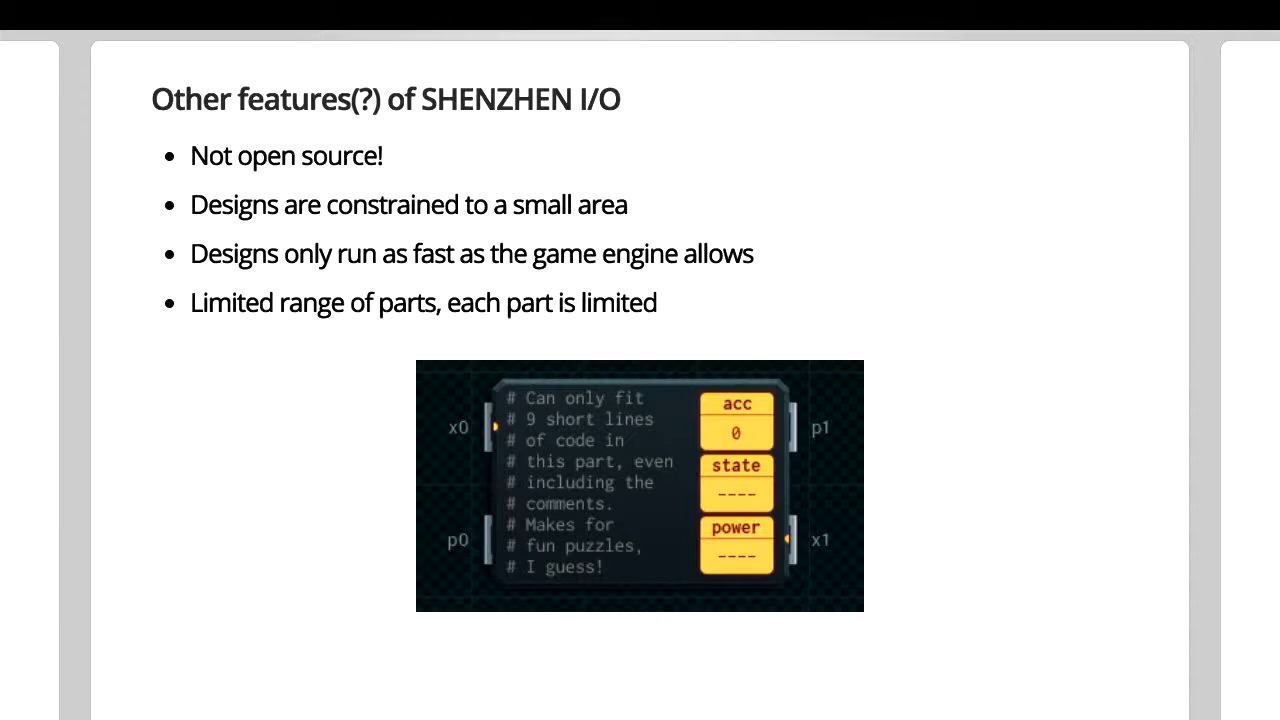 Other features(?) of SHENZHEN I/O
• Not open source!
• Designs are constrained to a small area
• Designs only run as fast as the game engine allows
• Limited range of parts, each part is limited
# Can only fit
# 9 short lines
# of code in
# this part, even
# including the
# comments.
# Makes for
# fun puzzles,
# I guess!
acc
0
state
----
power
----
x0
p0
p1
x1